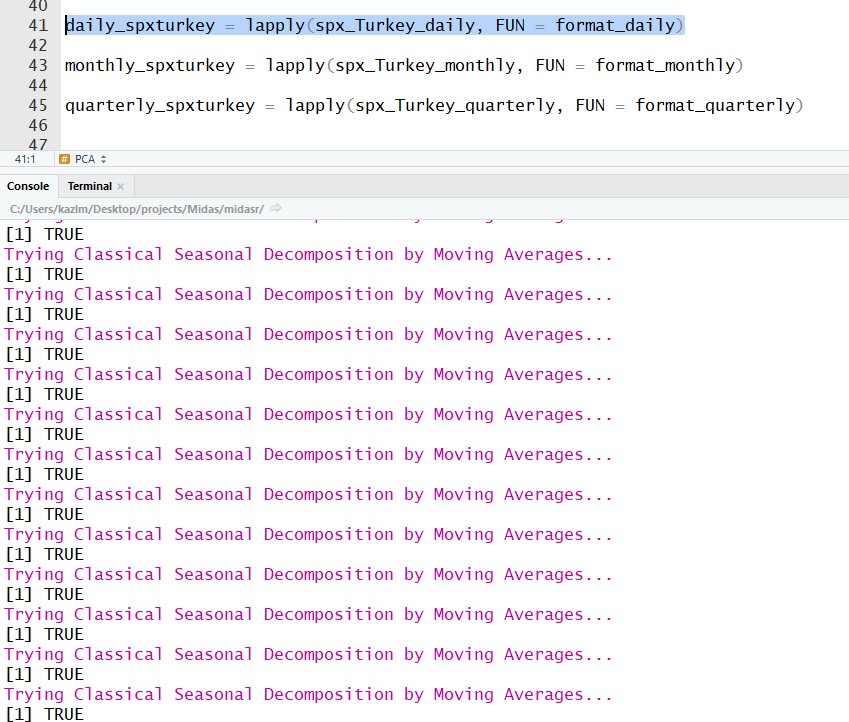 40
41 daily_spxturkey = lapply(spx_Turkey_daily, FUN = format_daily)
42
43 monthly_spxturkey = lapply(spx_Turkey_monthly, FUN = format_monthly)
44
45 quarterly_spxturkey = lapply(spx_Turkey_quarterly, FUN = format_quarterly)
46
47
41:1 # PCA
Console Terminal ×
C:/Users/kazlm/Desktop/projects/Midas/midasr/
Trying Classical Seasonal Decomposition by Moving Averages...
[1] TRUE
Trying Classical Seasonal Decomposition by Moving Averages...
[1] TRUE
Trying Classical Seasonal Decomposition by Moving Averages...
[1] TRUE
Trying Classical Seasonal Decomposition by Moving Averages...
[1] TRUE
Trying Classical Seasonal Decomposition by Moving Averages...
[1] TRUE
Trying Classical Seasonal Decomposition by Moving Averages...
[1] TRUE
Trying Classical Seasonal Decomposition by Moving Averages...
[1] TRUE
Trying Classical Seasonal Decomposition by Moving Averages...
[1] TRUE
Trying Classical Seasonal Decomposition by Moving Averages...
[1] TRUE
Trying Classical Seasonal Decomposition by Moving Averages...
[1] TRUE
Trying Classical Seasonal Decomposition by Moving Averages...
[1] TRUE
Trying Classical Seasonal Decomposition by Moving Averages...
[1] TRUE
Trying Classical Seasonal Decomposition by Moving Averages...
[1] TRUE